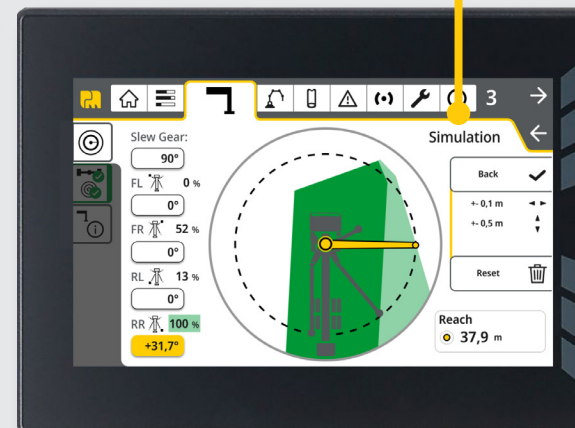 3
Slew Gear:
90°
FL 0 %
0°
FR 52 %
0°
RL 13 %
0°
RR 100 %
+31,7°
Simulation
Back
+- 0,1 m
+- 0,5 m
Reset
Reach
37,9 m